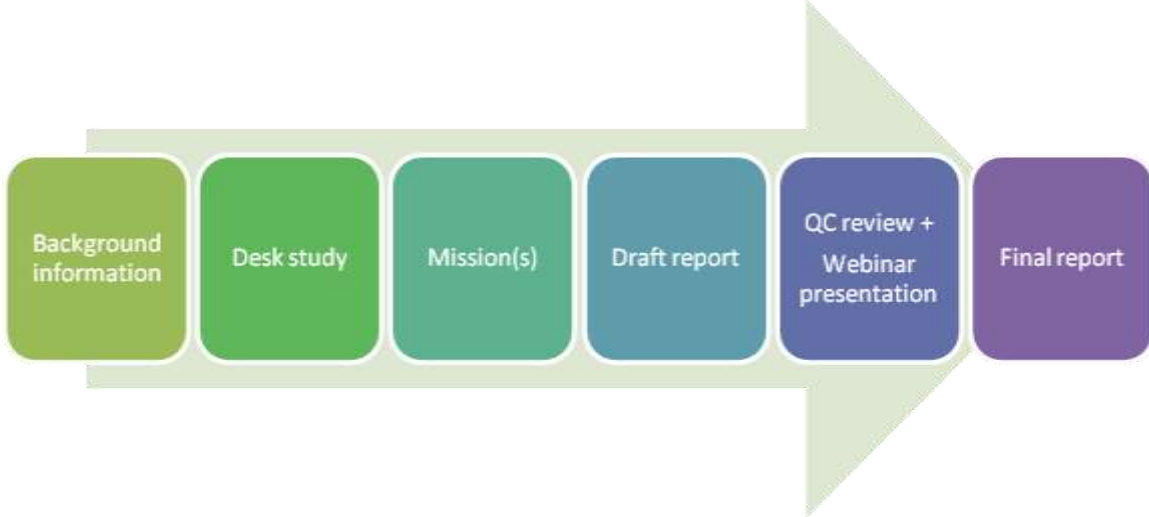 Background
information
Desk study
Mission(s)
Draft report
QC review +
Webinar
presentation
Final report